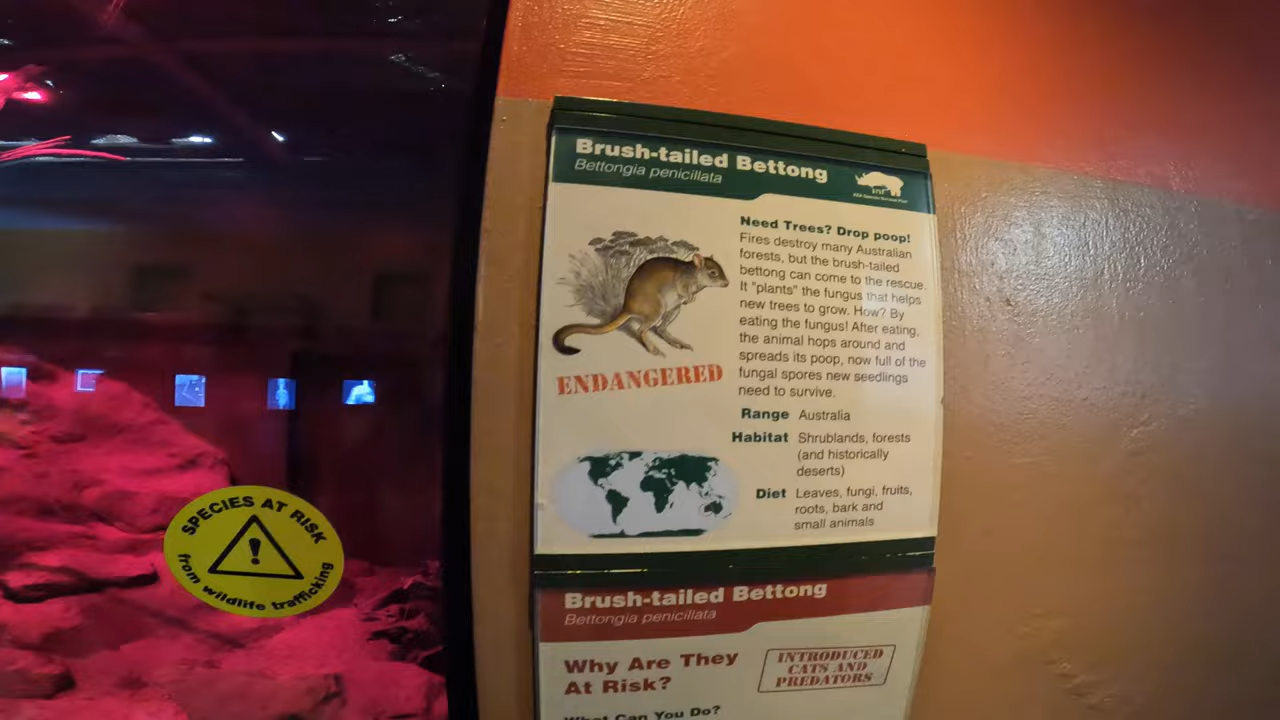 Brush-tailed Bettong
Bettongia penicillata
Need Trees? Drop poop!
Fires destroy many Australian
forests, but the brush-tailed
bettong can come to the rescue.
It "plants" the fungus that helps
new trees to grow. How? By
eating the fungus! After eating,
the animal hops around and
spreads its poop, now full of the
fungal spores new seedlings
need to survive.
ENDANGERED
Range Australia
Habitat Shrublands, forests
(and historically
deserts)
Diet Leaves, fungi, fruits,
roots, bark and
small animals
SPECIES AT RISK
from wildlife trafficking
Brush-tailed Bettong
Bettongia penicillata
Why Are They
At Risk?
INTRODUCED
CATS AND
PREDATORS
What Can You Do?